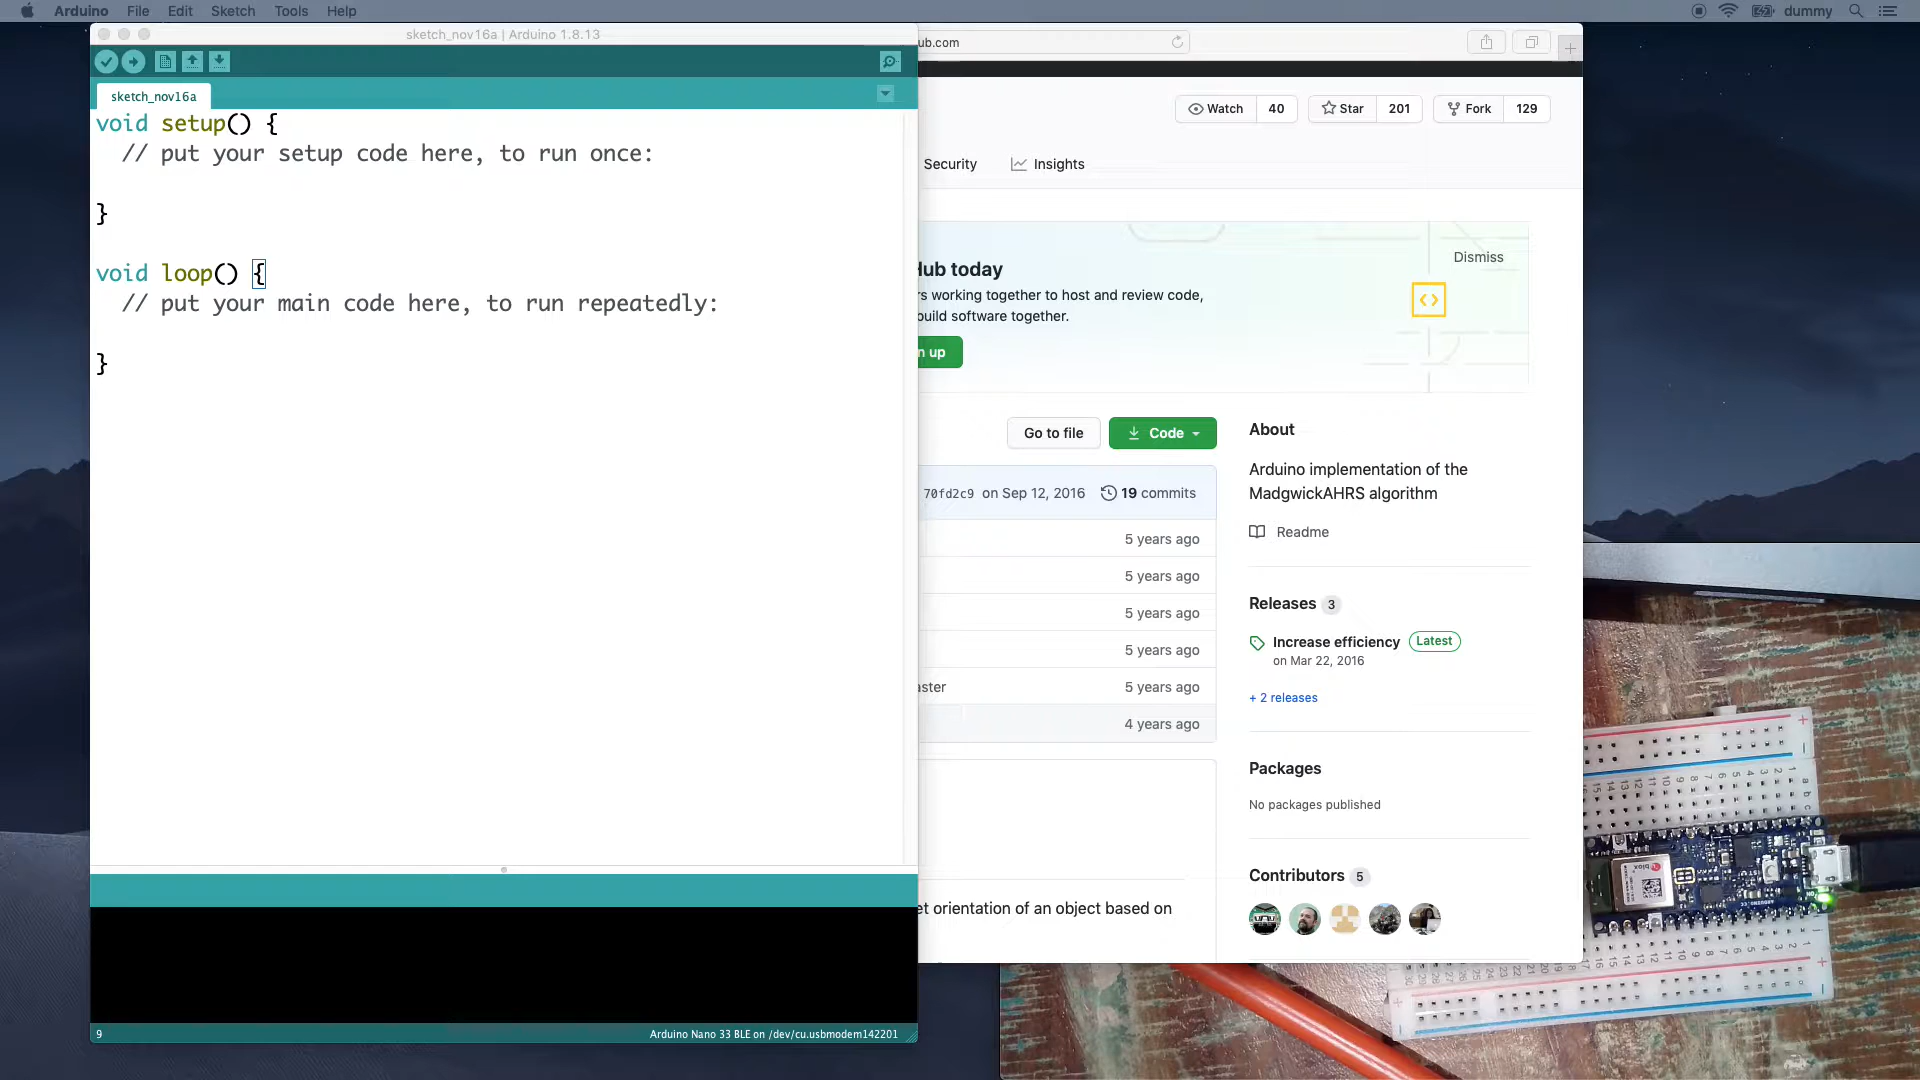 Arduino File Edit Sketch Tools Help
dummy
sketch_nov16a | Arduino 1.8.13
ub.com
sketch_nov16a
void setup() {
// put your setup code here, to run once:
}
void loop() {
// put your main code here, to run repeatedly:
}
9
Arduino Nano 33 BLE on /dev/cu.usbmodem142201
Watch 40 Star 201 Fork 129
Security Insights
Dismiss
Hub today
rs working together to host and review code,
build software together.
n up
Go to file Code
70fd2c9 on Sep 12, 2016 19 commits
5 years ago
5 years ago
5 years ago
5 years ago
aster 5 years ago
4 years ago
et orientation of an object based on
About
Arduino implementation of the
MadgwickAHRS algorithm
Readme
Releases 3
Increase efficiency Latest
on Mar 22, 2016
+ 2 releases
Packages
No packages published
Contributors 5